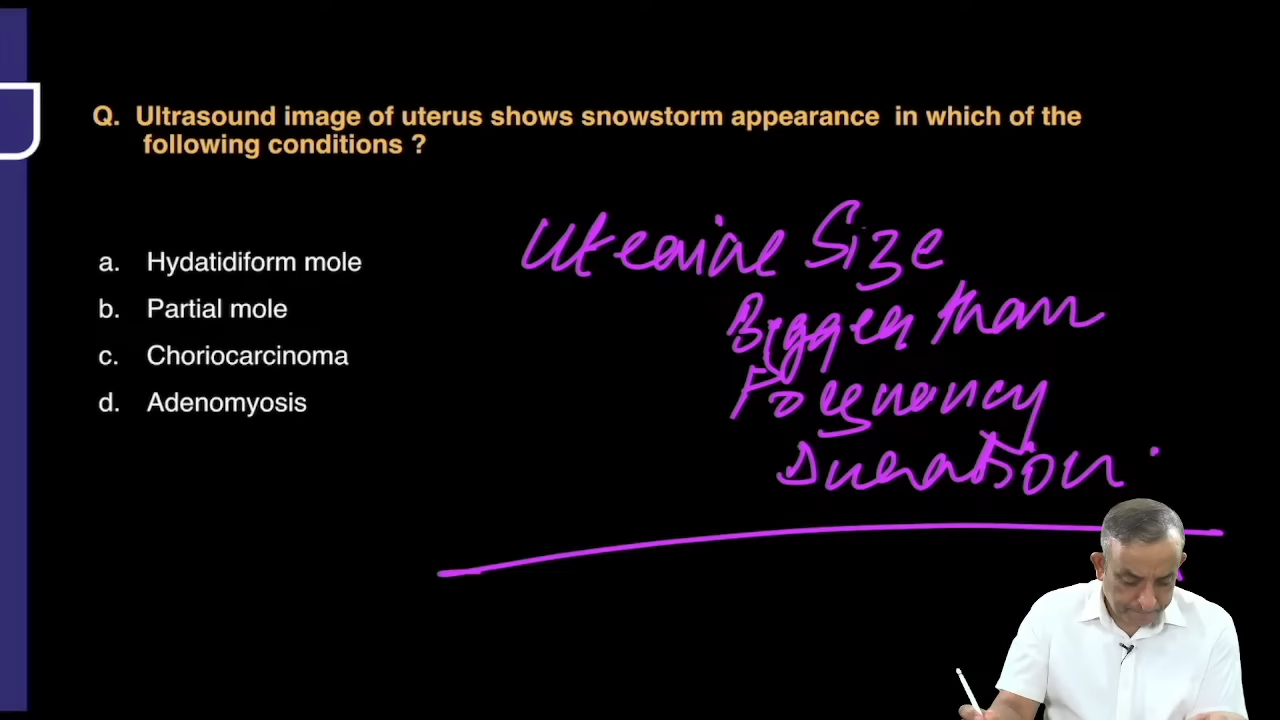 Q. Ultrasound image of uterus shows snowstorm appearance in which of the
following conditions ?
a. Hydatidiform mole
b. Partial mole
c. Choriocarcinoma
d. Adenomyosis
Uterine Size
Bigger than
Pregnancy
Duration